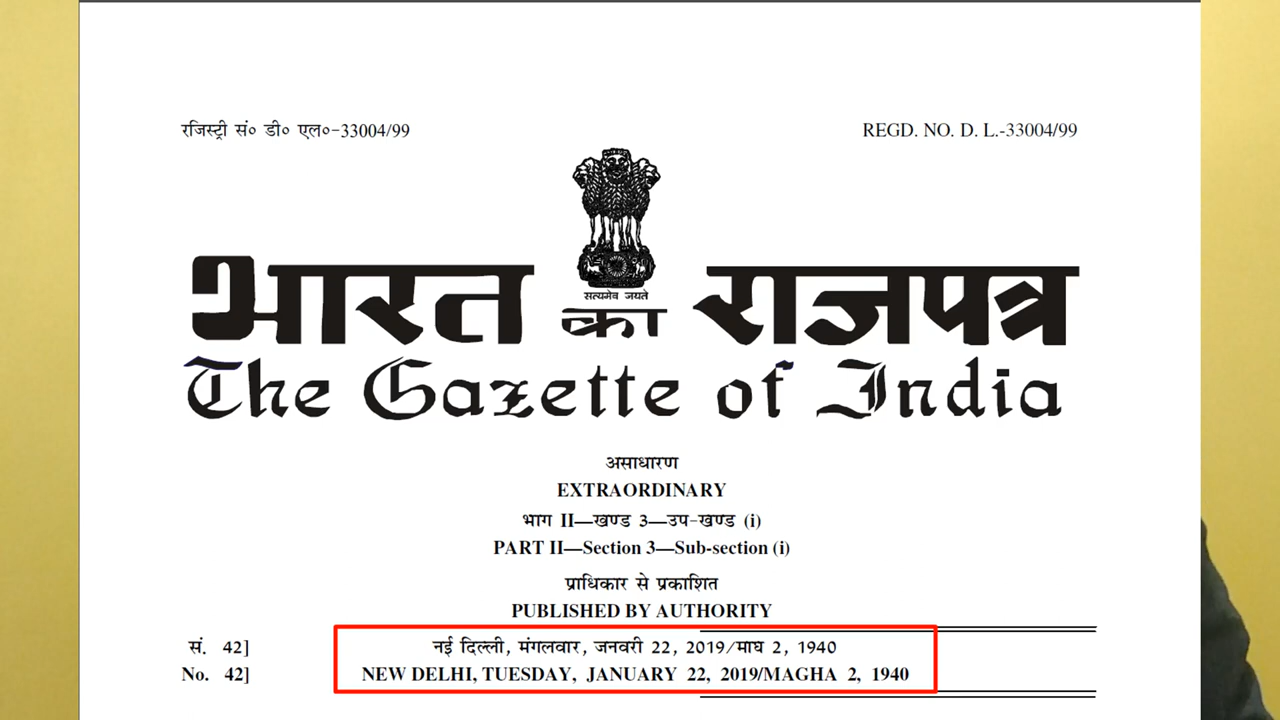 रजिस्ट्री सं० डी० एल०-33004/99
REGD. NO. D. L.-33004/99
सत्यमेव जयते
भारत का राजपत्र
The Gazette of India
असाधारण
EXTRAORDINARY
भाग II—खण्ड 3—उप-खण्ड (i)
PART II—Section 3—Sub-section (i)
प्राधिकार से प्रकाशित
PUBLISHED BY AUTHORITY
सं. 42] नई दिल्ली, मंगलवार, जनवरी 22, 2019/माघ 2, 1940
No. 42] NEW DELHI, TUESDAY, JANUARY 22, 2019/MAGHA 2, 1940